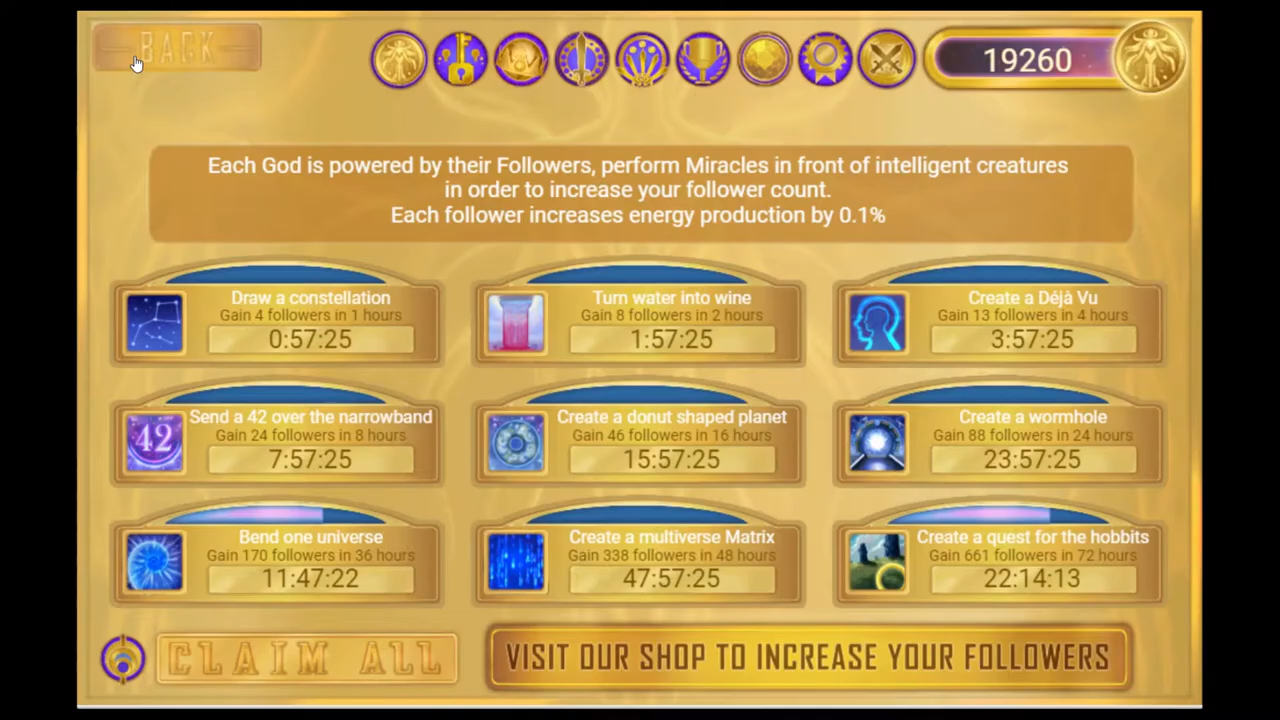 BACK
19260
Each God is powered by their Followers, perform Miracles in front of intelligent creatures
in order to increase your follower count.
Each follower increases energy production by 0.1%
Draw a constellation
Gain 4 followers in 1 hours
0:57:25
Turn water into wine
Gain 8 followers in 2 hours
1:57:25
Create a Déjà Vu
Gain 13 followers in 4 hours
3:57:25
42
Send a 42 over the narrowband
Gain 24 followers in 8 hours
7:57:25
Create a donut shaped planet
Gain 46 followers in 16 hours
15:57:25
Create a wormhole
Gain 88 followers in 24 hours
23:57:25
Bend one universe
Gain 170 followers in 36 hours
11:47:22
Create a multiverse Matrix
Gain 338 followers in 48 hours
47:57:25
Create a quest for the hobbits
Gain 661 followers in 72 hours
22:14:13
CLAIM ALL
VISIT OUR SHOP TO INCREASE YOUR FOLLOWERS